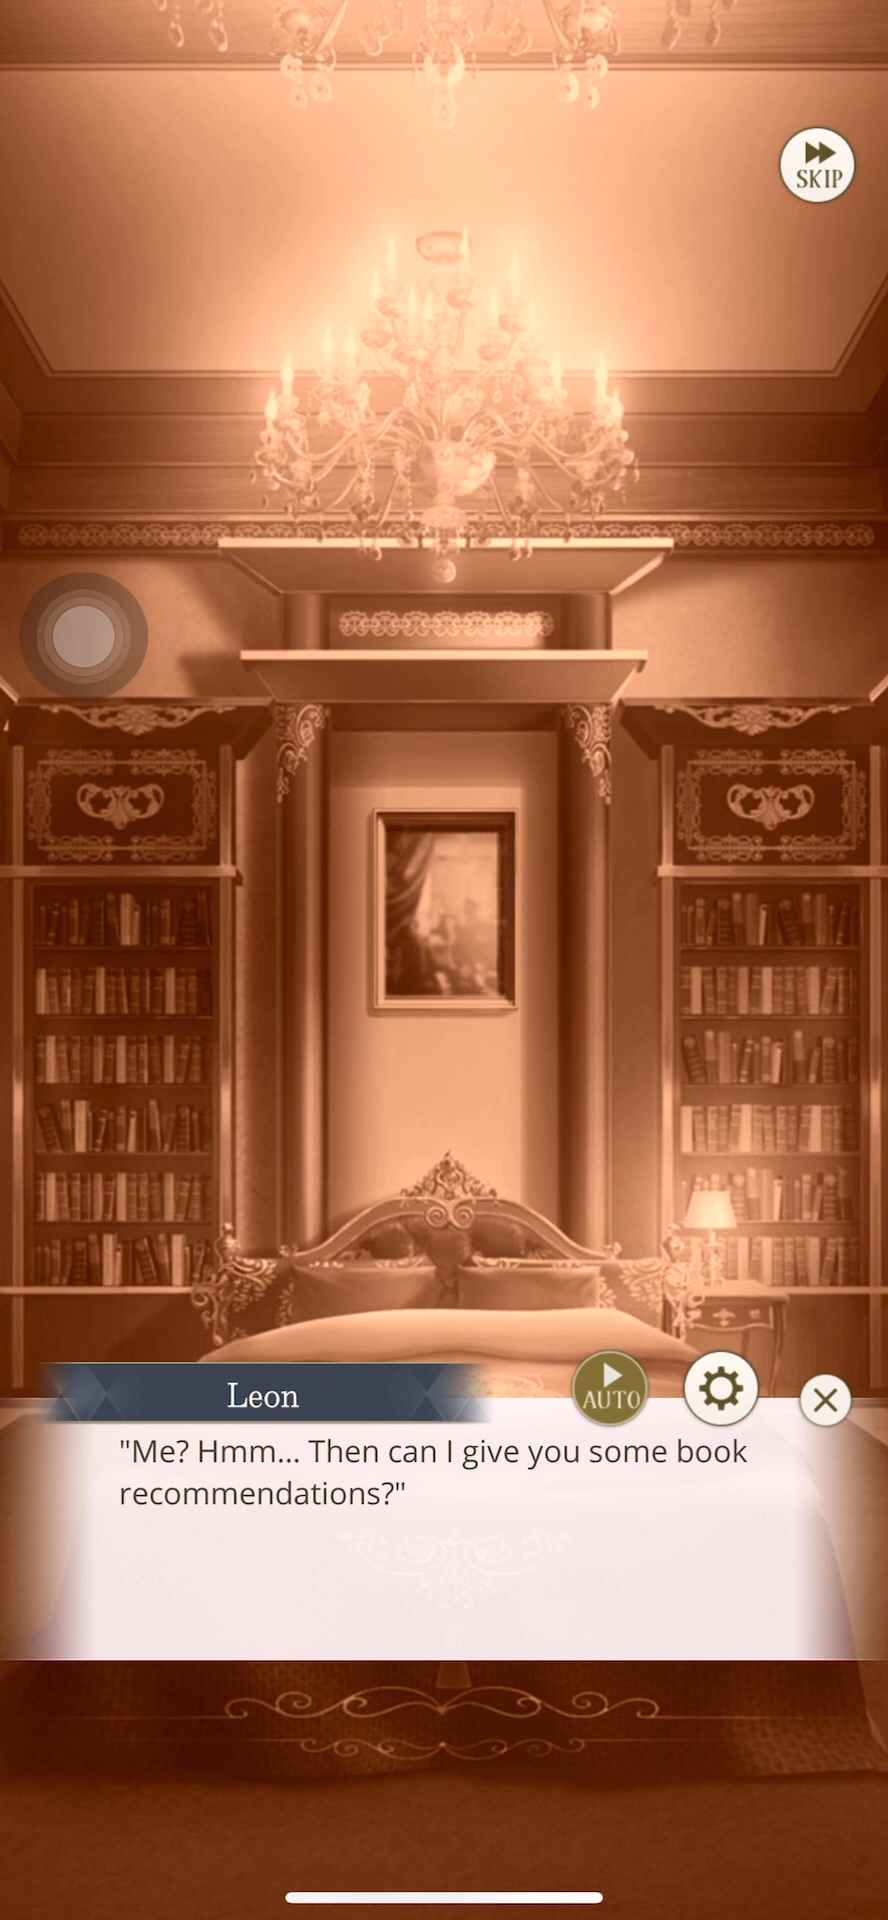 SKIP
Leon
AUTO
"Me? Hmm... Then can I give you some book
recommendations?"